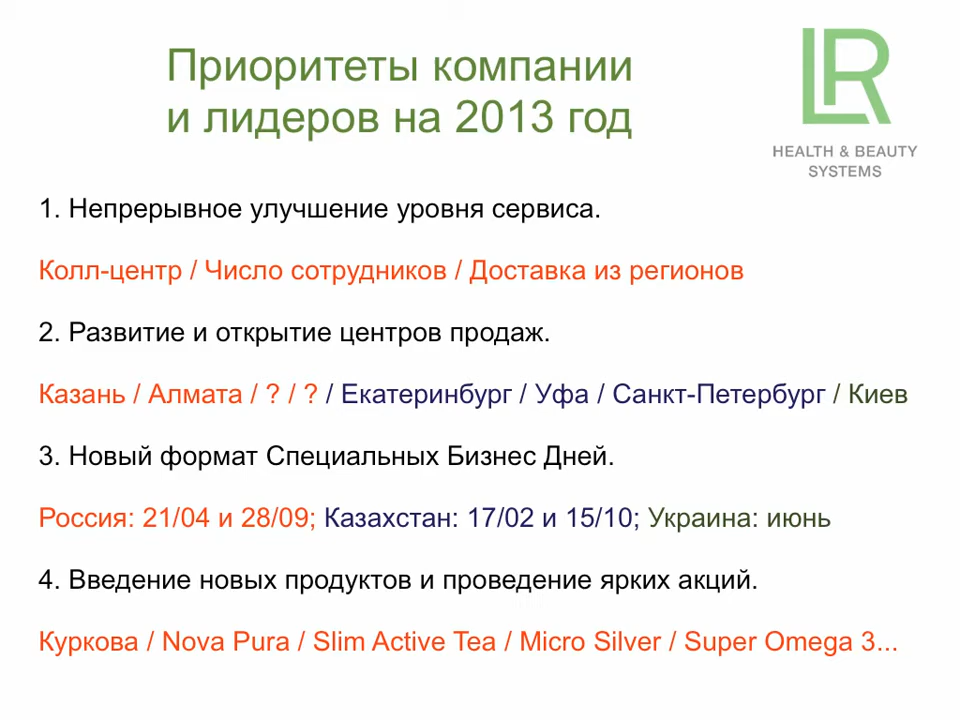 Приоритеты компании
и лидеров на 2013 год
LR
HEALTH & BEAUTY
SYSTEMS
1. Непрерывное улучшение уровня сервиса.
Колл-центр / Число сотрудников / Доставка из регионов
2. Развитие и открытие центров продаж.
Казань / Алмата / ? / ? / Екатеринбург / Уфа / Санкт-Петербург / Киев
3. Новый формат Специальных Бизнес Дней.
Россия: 21/04 и 28/09; Казахстан: 17/02 и 15/10; Украина: июнь
4. Введение новых продуктов и проведение ярких акций.
Куркова / Nova Pura / Slim Active Tea / Micro Silver / Super Omega 3...